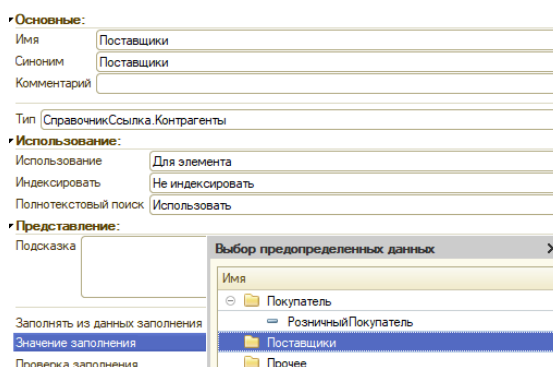 Основные:
Имя Поставщики
Синоним Поставщики
Комментарий
Тип СправочникСсылка.Контрагенты
Использование:
Использование Для элемента
Индексировать Не индексировать
Полнотекстовый поиск Использовать
Представление:
Подсказка
Выбор предопределенных данных
Имя
Покупатель
РозничныйПокупатель
Заполнять из данных заполнения
Значение заполнения Поставщики
Проверка заполнения Прочее